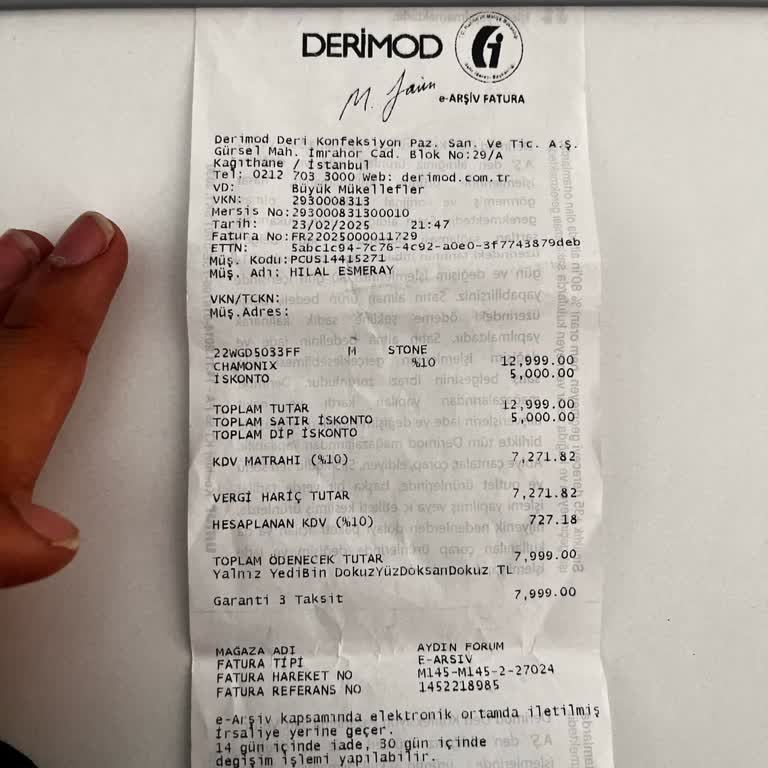 DERİMOD
e-ARŞİV FATURA
Derimod Deri Konfeksiyon Paz. San. Ve Tic. A.Ş.
Gürsel Mah. İmrahor Cad. Blok No:29/A
Kağıthane / İstanbul
Tel: 0212 703 3000 Web: derimod.com.tr
VD: Büyük Mükellefler
VKN: 2930008313
Mersis No:293000831300010
Tarih: 23/02/2025 21:47
Fatura No:FR22025000011729
ETTN: 5abc1c94-7c76-4c92-a0e0-3f7743879deb
Müş. Kodu:PCUS14415271
Müş. Adı: HILAL ESMERAY
VKN/TCKN:
Müş.Adres:
22WGD5033FF M STONE
CHAMONIX %10 12,999.00
İSKONTO 5,000.00
TOPLAM TUTAR 12,999.00
TOPLAM SATIR İSKONTO 5,000.00
TOPLAM DİP İSKONTO
KDV MATRAHI (%10) 7,271.82
VERGİ HARİÇ TUTAR 7,271.82
HESAPLANAN KDV (%10) 727.18
TOPLAM ÖDENECEK TUTAR 7,999.00
Yalnız YediBin DokuzYüzDoksanDokuz TL
Garanti 3 Taksit 7,999.00
MAĞAZA ADI AYDIN FORUM
FATURA TİPİ E-ARSIV
FATURA HAREKET NO M145-M145-2-27024
FATURA REFERANS NO 1452218985
e-Arşiv kapsamında elektronik ortamda iletilmiş
İrsaliye yerine geçer.
14 gün içinde iade, 30 gün içinde
değişim işlemi yapılabilir.